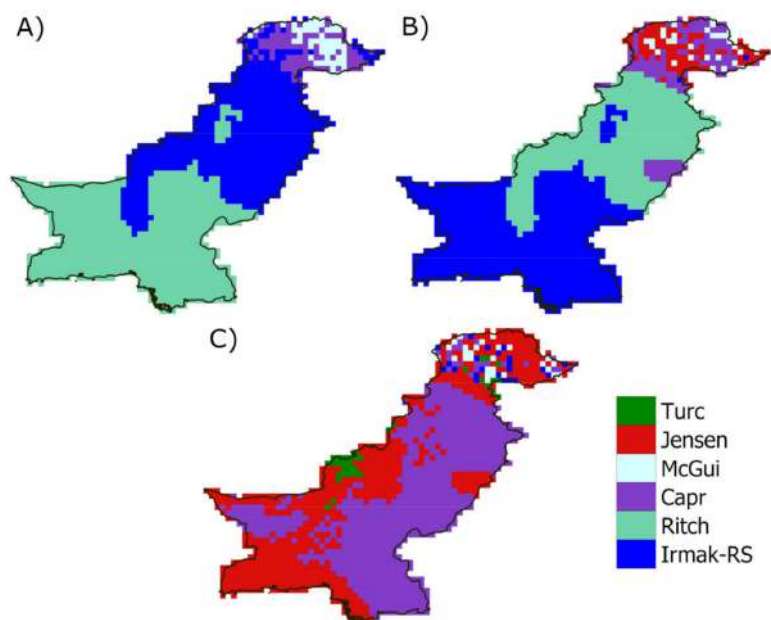 A)
B)
C)
Turc
Jensen
McGui
Capr
Ritch
Irmak-RS